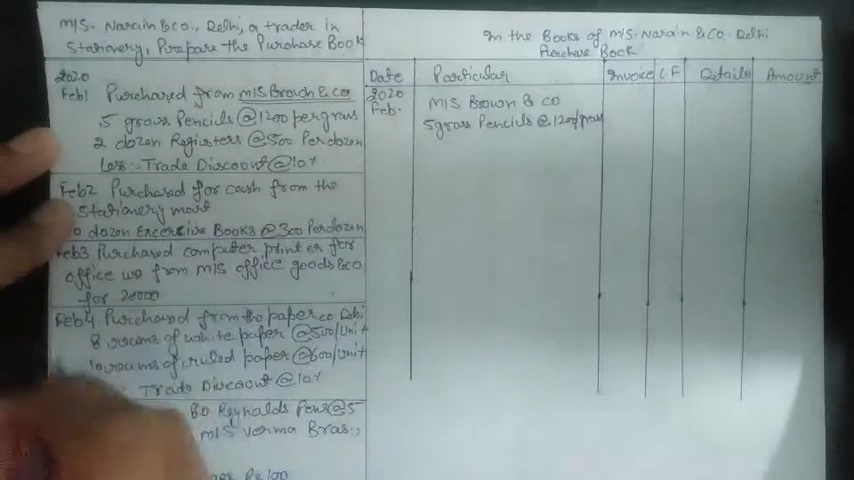 M/S. Narain & Co., Delhi, a trader in
Stationery, Prepare the Purchase Book
2020
Feb1 Purchased from M/S Brown & Co
5 gross Pencils @ 1200 per gross
2 dozen Registers @ 500 Per dozen
Less:- Trade Discount @ 10%
Feb2 Purchased for cash from the
Stationery mart
0 dozen Excersise Books @ 300 Per dozen
Feb3 Purchased computer printer for
office use from M/S office goods & Co
for 20000
Feb4 Purchased from the paper co Delhi
8 reams of white paper @ 500/Unit
10 reams of ruled paper @ 600/Unit
Trade Discount @ 10%
Reynalds Pens @ 5
M/S Verma Bros.,
In the Books of M/S. Narain & Co. Delhi
Purchase Book
Date Particular Invoice LF Details Amount
2020
Feb. M/S Brown & Co
5 gross Pencils @ 1200/gross